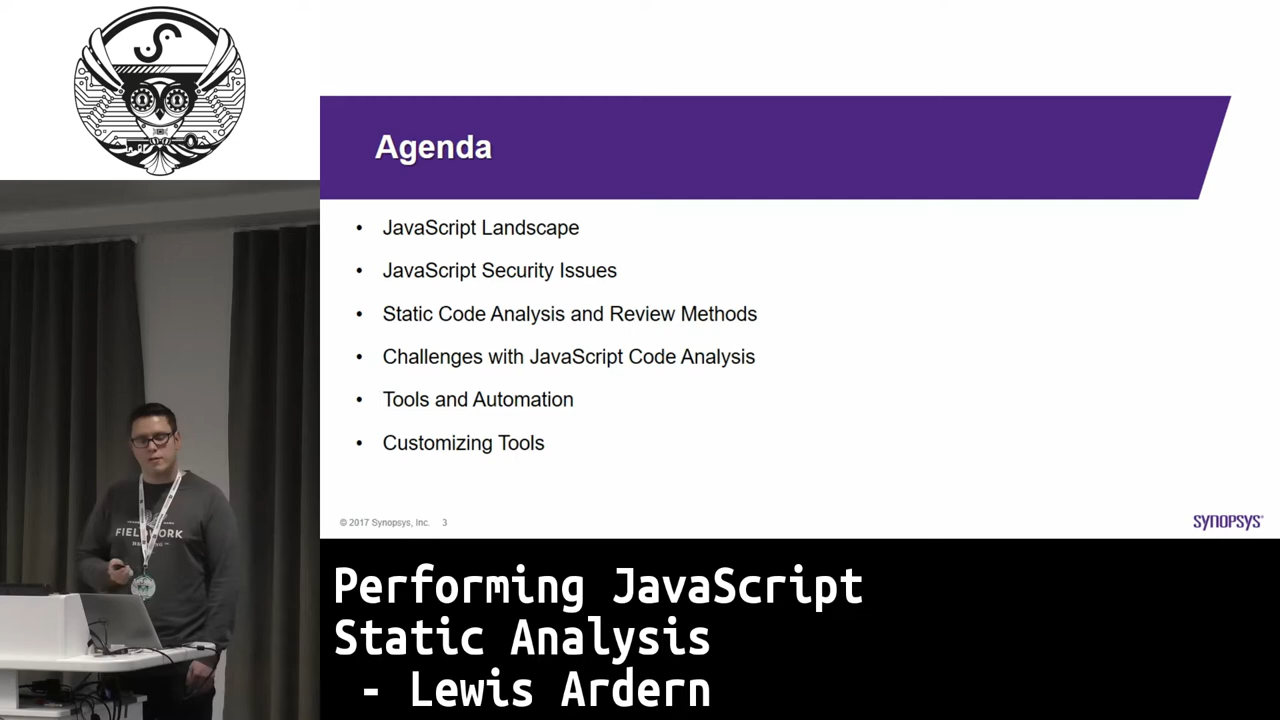 Agenda
• JavaScript Landscape
• JavaScript Security Issues
• Static Code Analysis and Review Methods
• Challenges with JavaScript Code Analysis
• Tools and Automation
• Customizing Tools
© 2017 Synopsys, Inc. 3
SYNOPSYS®
FIELDWORK
Performing JavaScript
Static Analysis
- Lewis Ardern